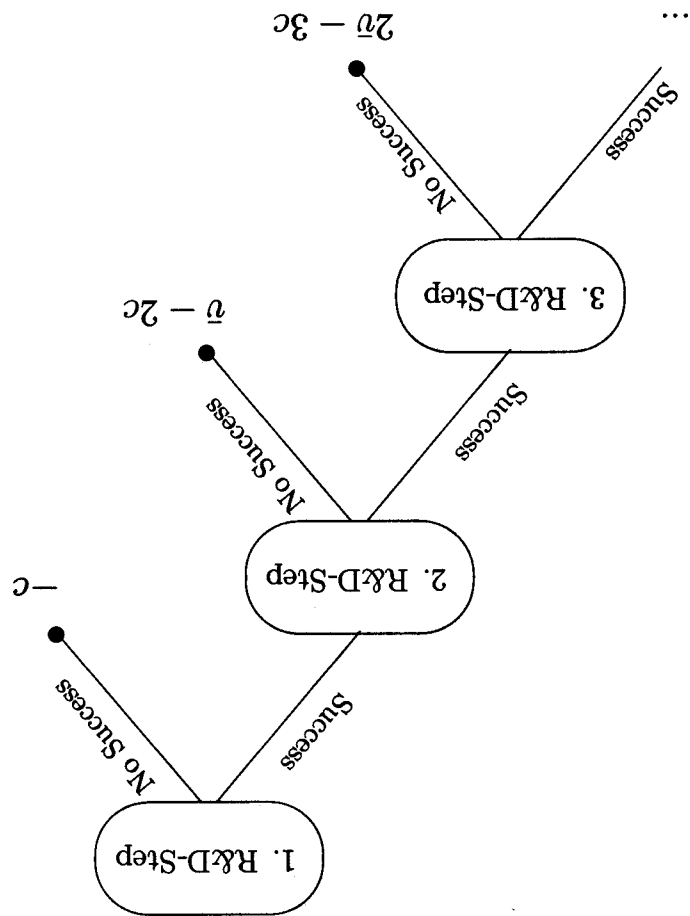 1. R&D-Step
No Success
Success
−c
2. R&D-Step
No Success
Success
v̄ − 2c
3. R&D-Step
No Success
Success
2v̄ − 3c
...